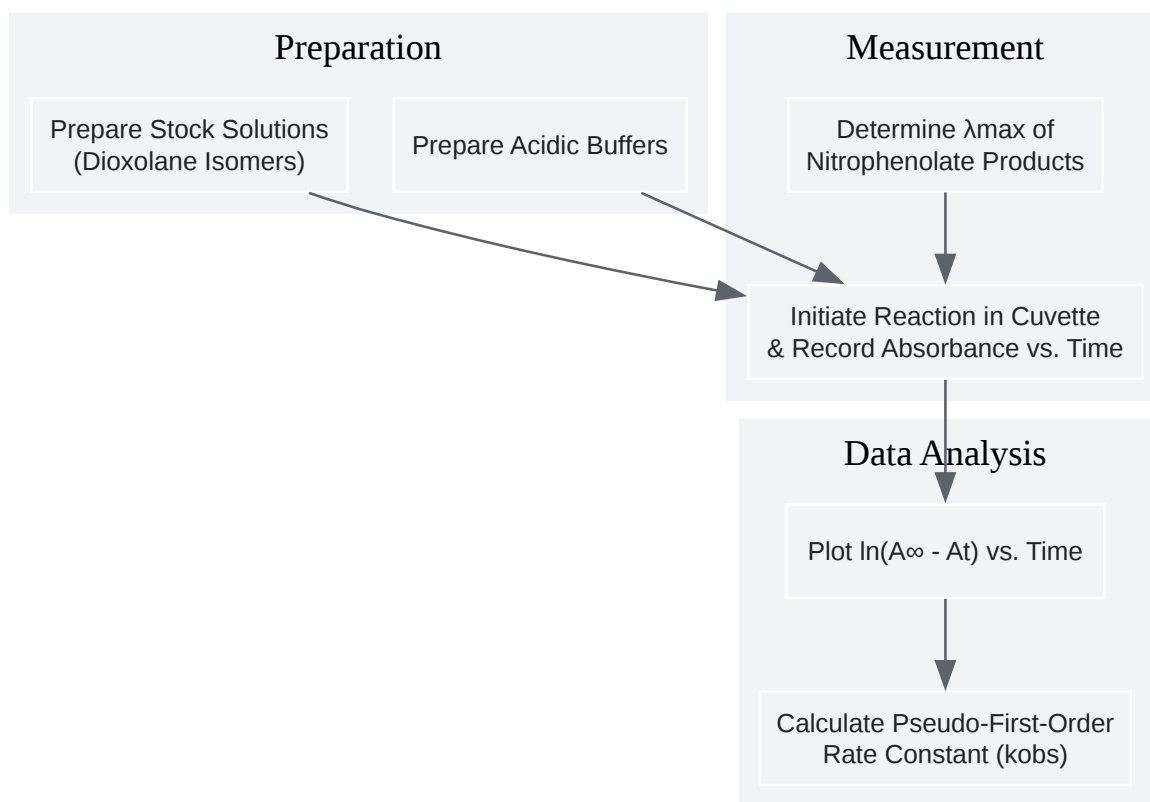 Preparation
Prepare Stock Solutions
(Dioxolane Isomers)
Prepare Acidic Buffers
Measurement
Determine λmax of
Nitrophenolate Products
Initiate Reaction in Cuvette
& Record Absorbance vs. Time
Data Analysis
Plot ln(A∞ - At) vs. Time
Calculate Pseudo-First-Order
Rate Constant (kobs)